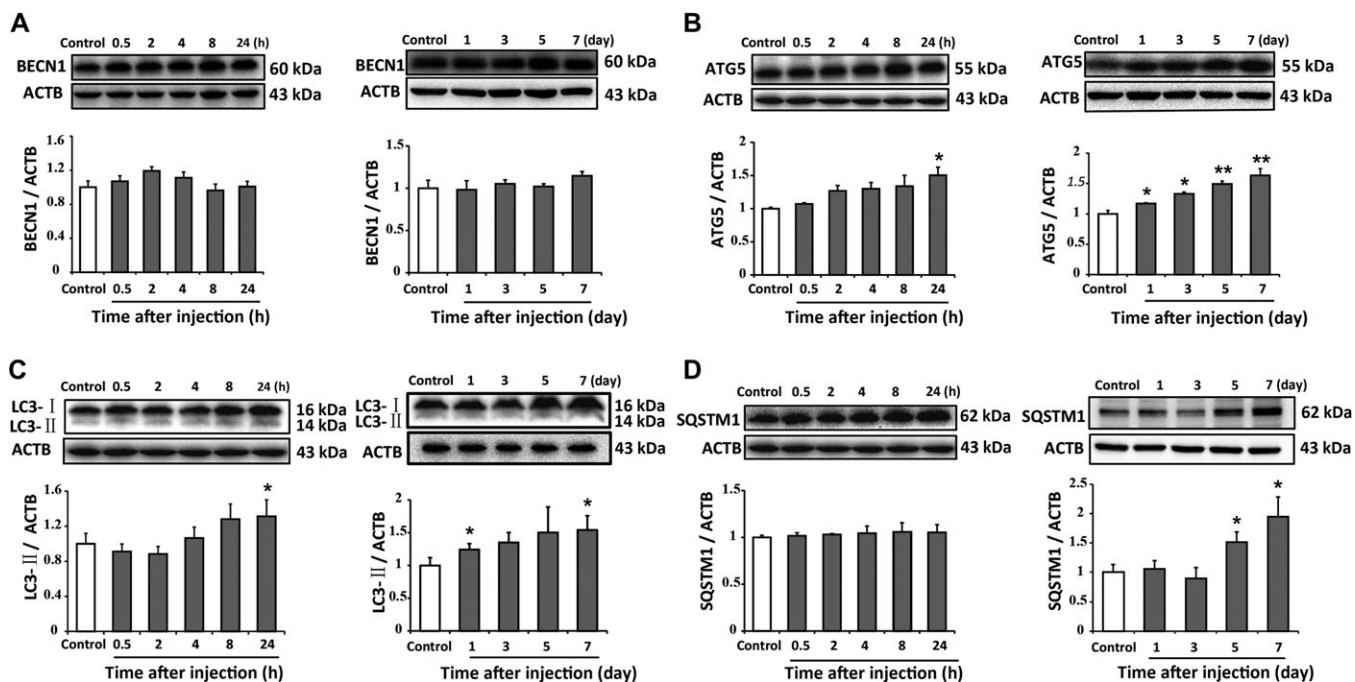 A
Control 0.5 2 4 8 24 (h)
BECN1 60 kDa
ACTB 43 kDa
BECN1 / ACTB
1.6
1.2
0.8
0.4
0
Control 0.5 2 4 8 24
Time after injection (h)
Control 1 3 5 7 (day)
BECN1 60 kDa
ACTB 43 kDa
BECN1 / ACTB
1.5
1
0.5
0
Control 1 3 5 7
Time after injection (day)
B
Control 0.5 2 4 8 24 (h)
ATG5 55 kDa
ACTB 43 kDa
ATG5 / ACTB
2
1.5
1
0.5
0
*
Control 0.5 2 4 8 24
Time after injection (h)
Control 1 3 5 7 (day)
ATG5 55 kDa
ACTB 43 kDa
ATG5 / ACTB
2
1.5
1
0.5
0
* * ** **
Control 1 3 5 7
Time after injection (day)
C
Control 0.5 2 4 8 24 (h)
LC3-Ⅰ 16 kDa
LC3-Ⅱ 14 kDa
ACTB 43 kDa
LC3-Ⅱ/ ACTB
1.6
1.2
0.8
0.4
0
*
Control 0.5 2 4 8 24
Time after injection (h)
Control 1 3 5 7 (day)
LC3-Ⅰ 16 kDa
LC3-Ⅱ 14 kDa
ACTB 43 kDa
LC3-Ⅱ/ ACTB
2
1.5
1
0.5
0
* *
Control 1 3 5 7
Time after injection (day)
D
Control 0.5 2 4 8 24 (h)
SQSTM1 62 kDa
ACTB 43 kDa
SQSTM1 / ACTB
1.5
1
0.5
0
Control 0.5 2 4 8 24
Time after injection (h)
Control 1 3 5 7 (day)
SQSTM1 62 kDa
ACTB 43 kDa
SQSTM1 / ACTB
2.5
2
1.5
1
0.5
0
* *
Control 1 3 5 7
Time after injection (day)